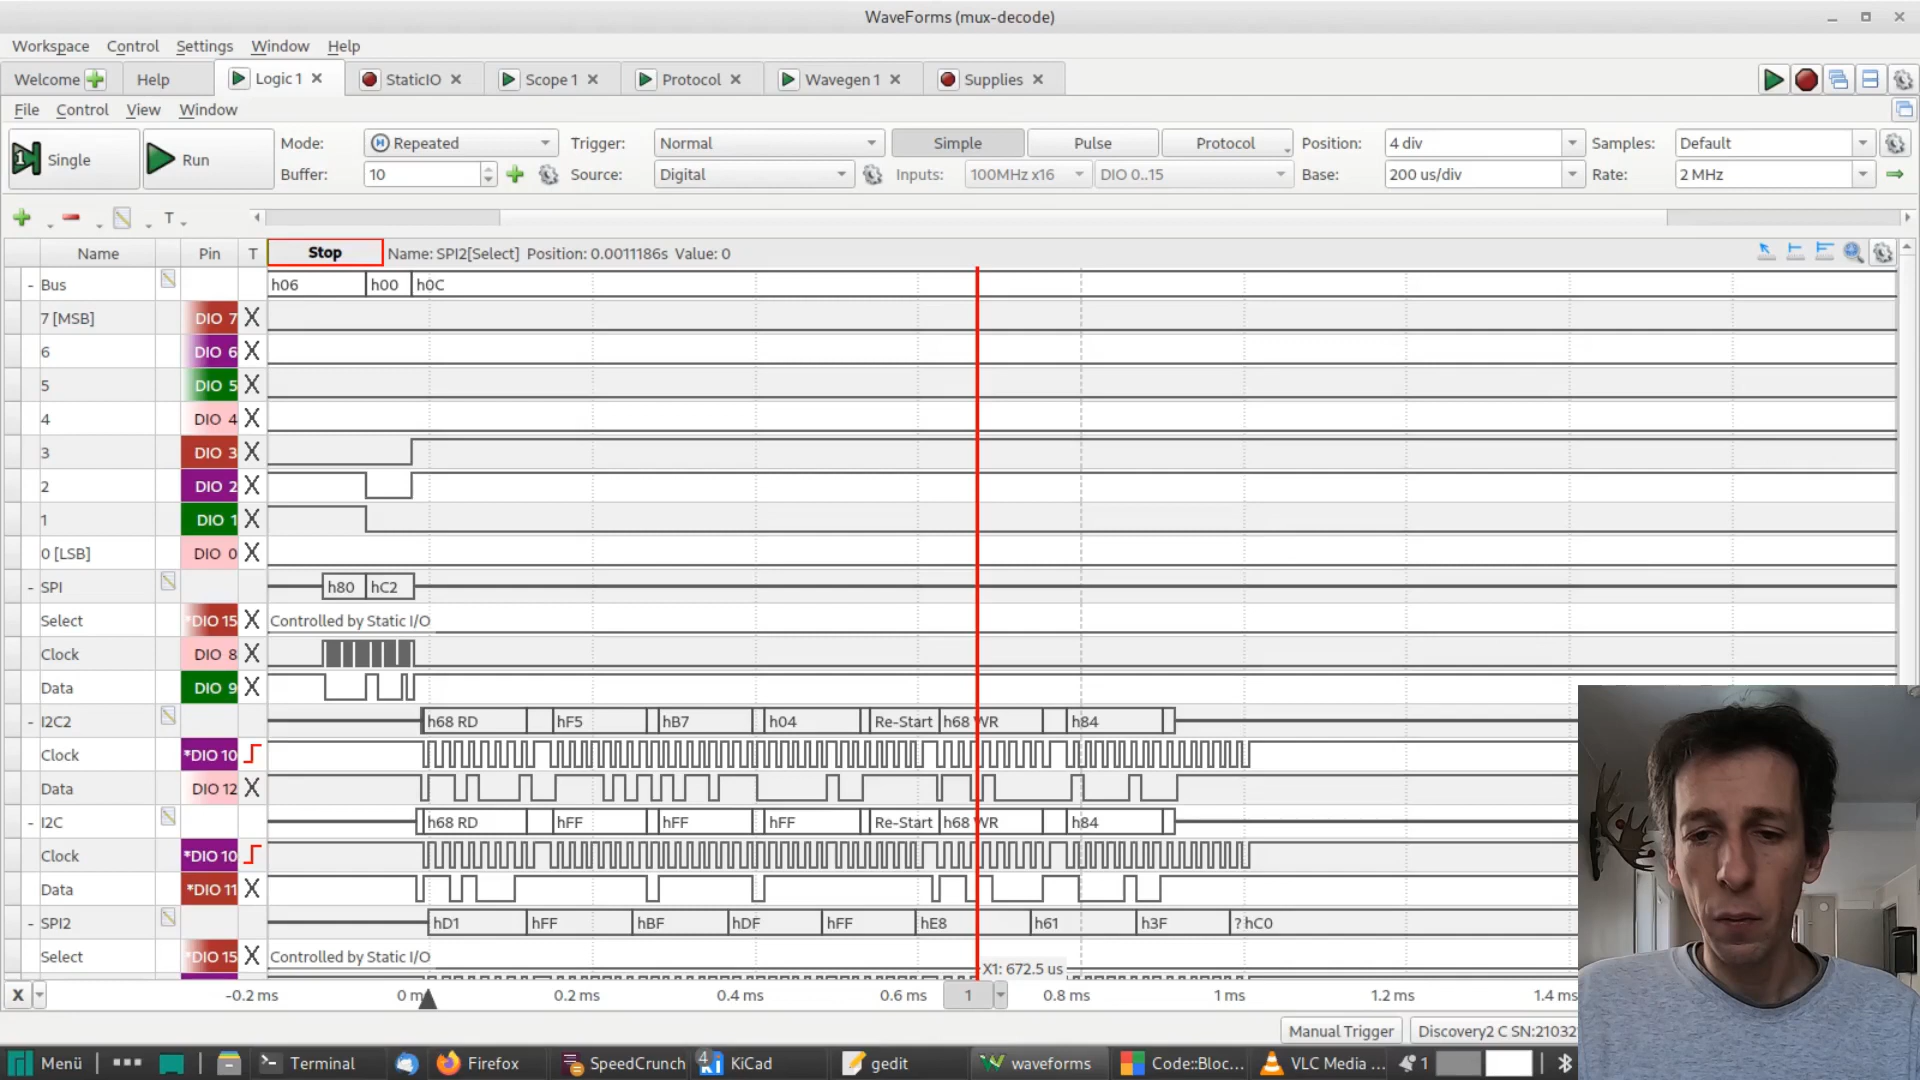 WaveForms (mux-decode)
Workspace Control Settings Window Help
Welcome Help Logic 1 StaticIO Scope 1 Protocol Wavegen 1 Supplies
File Control View Window
Single Run Mode: Repeated Trigger: Normal Simple Pulse Protocol Position: 4 div Samples: Default
Buffer: 10 Source: Digital Inputs: 100MHz x16 DIO 0..15 Base: 200 us/div Rate: 2 MHz
T
Name Pin T Stop Name: SPI2[Select] Position: 0.0011186s Value: 0
- Bus h06 h00 h0C
7 [MSB] DIO 7 X
6 DIO 6 X
5 DIO 5 X
4 DIO 4 X
3 DIO 3 X
2 DIO 2 X
1 DIO 1 X
0 [LSB] DIO 0 X
- SPI h80 hC2
Select *DIO 15 X Controlled by Static I/O
Clock DIO 8 X
Data DIO 9 X
- I2C2 h68 RD hF5 hB7 h04 Re-Start h68 WR h84
Clock *DIO 10
Data DIO 12 X
- I2C h68 RD hFF hFF hFF Re-Start h68 WR h84
Clock *DIO 10
Data *DIO 11 X
- SPI2 hD1 hFF hBF hDF hFF hE8 h61 h3F ? hC0
Select *DIO 15 X Controlled by Static I/O
X1: 672.5 us
X -0.2 ms 0 m 0.2 ms 0.4 ms 0.6 ms 1 0.8 ms 1 ms 1.2 ms 1.4 ms
Manual Trigger Discovery2 C SN:21032
Menü Terminal Firefox SpeedCrunch 4 KiCad gedit waveforms Code::Bloc... VLC Media ... 1